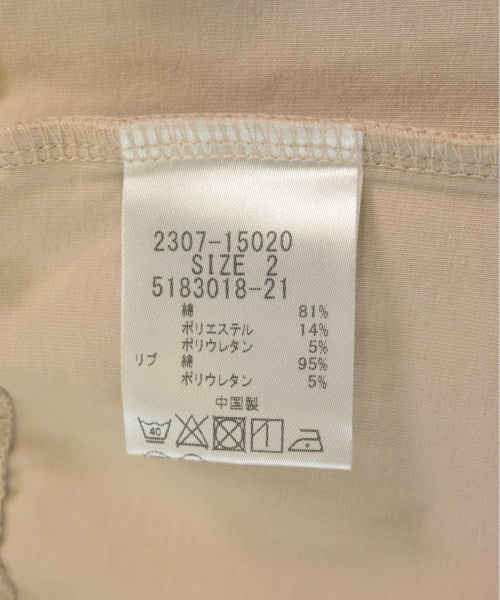 2307-15020
SIZE 2
5183018-21
綿 81%
ポリエステル 14%
ポリウレタン 5%
リブ 綿 95%
ポリウレタン 5%
中国製
40